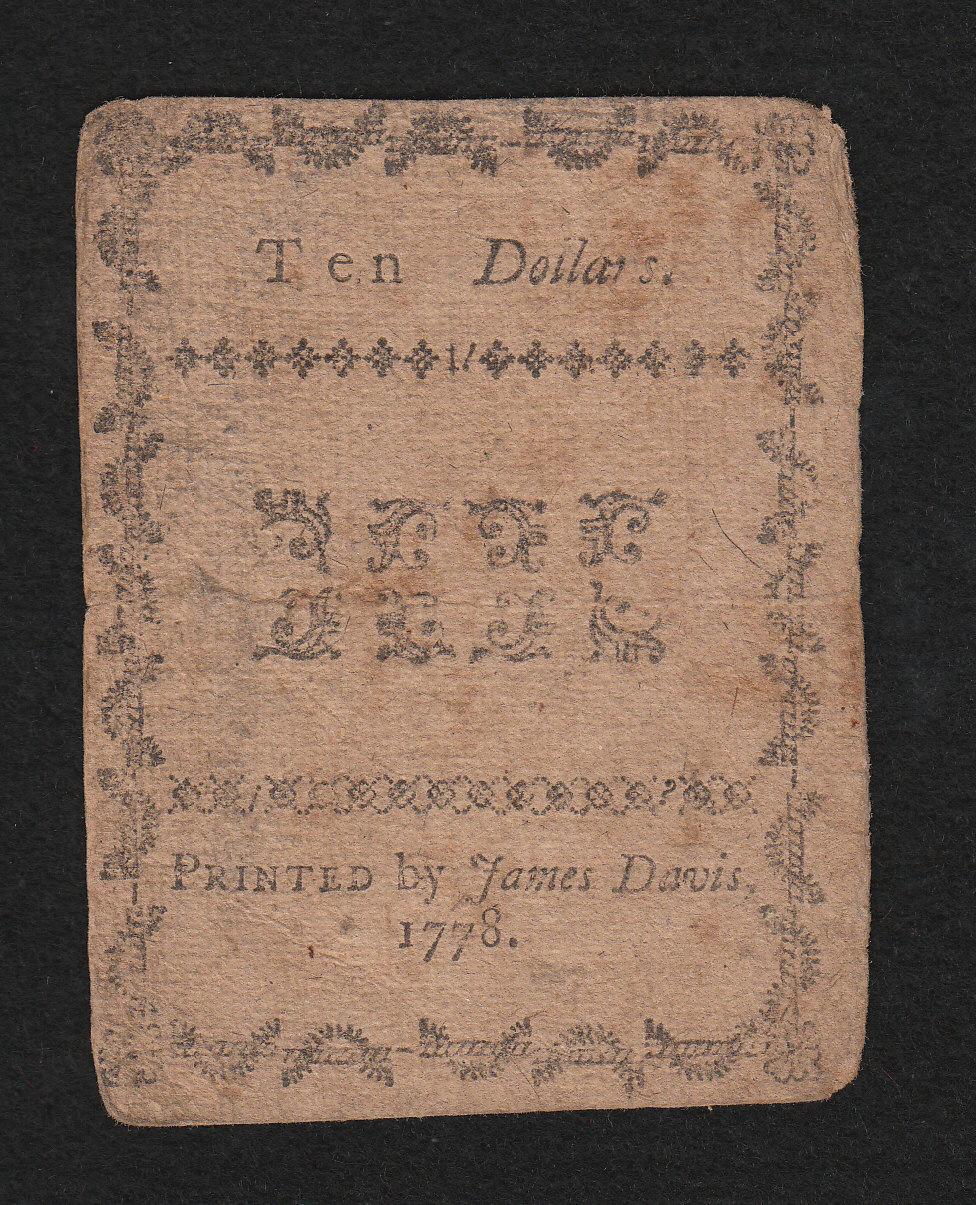 Ten Dollars.
PRINTED by James Davis,
1778.